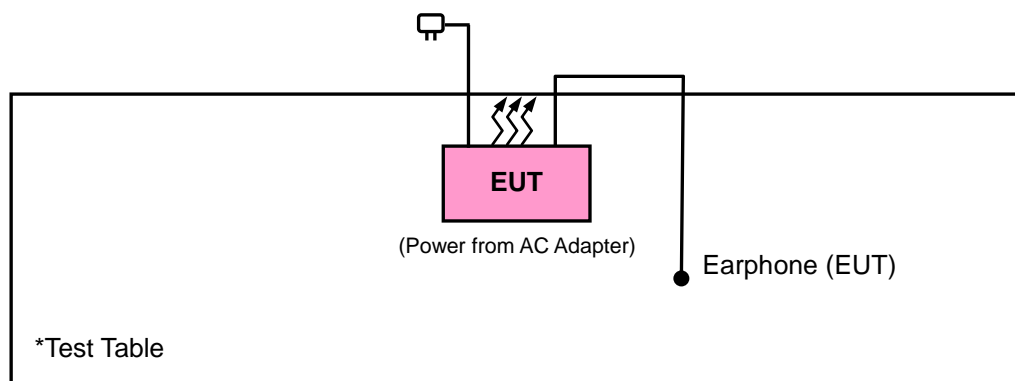 EUT
(Power from AC Adapter)
Earphone (EUT)
*Test Table